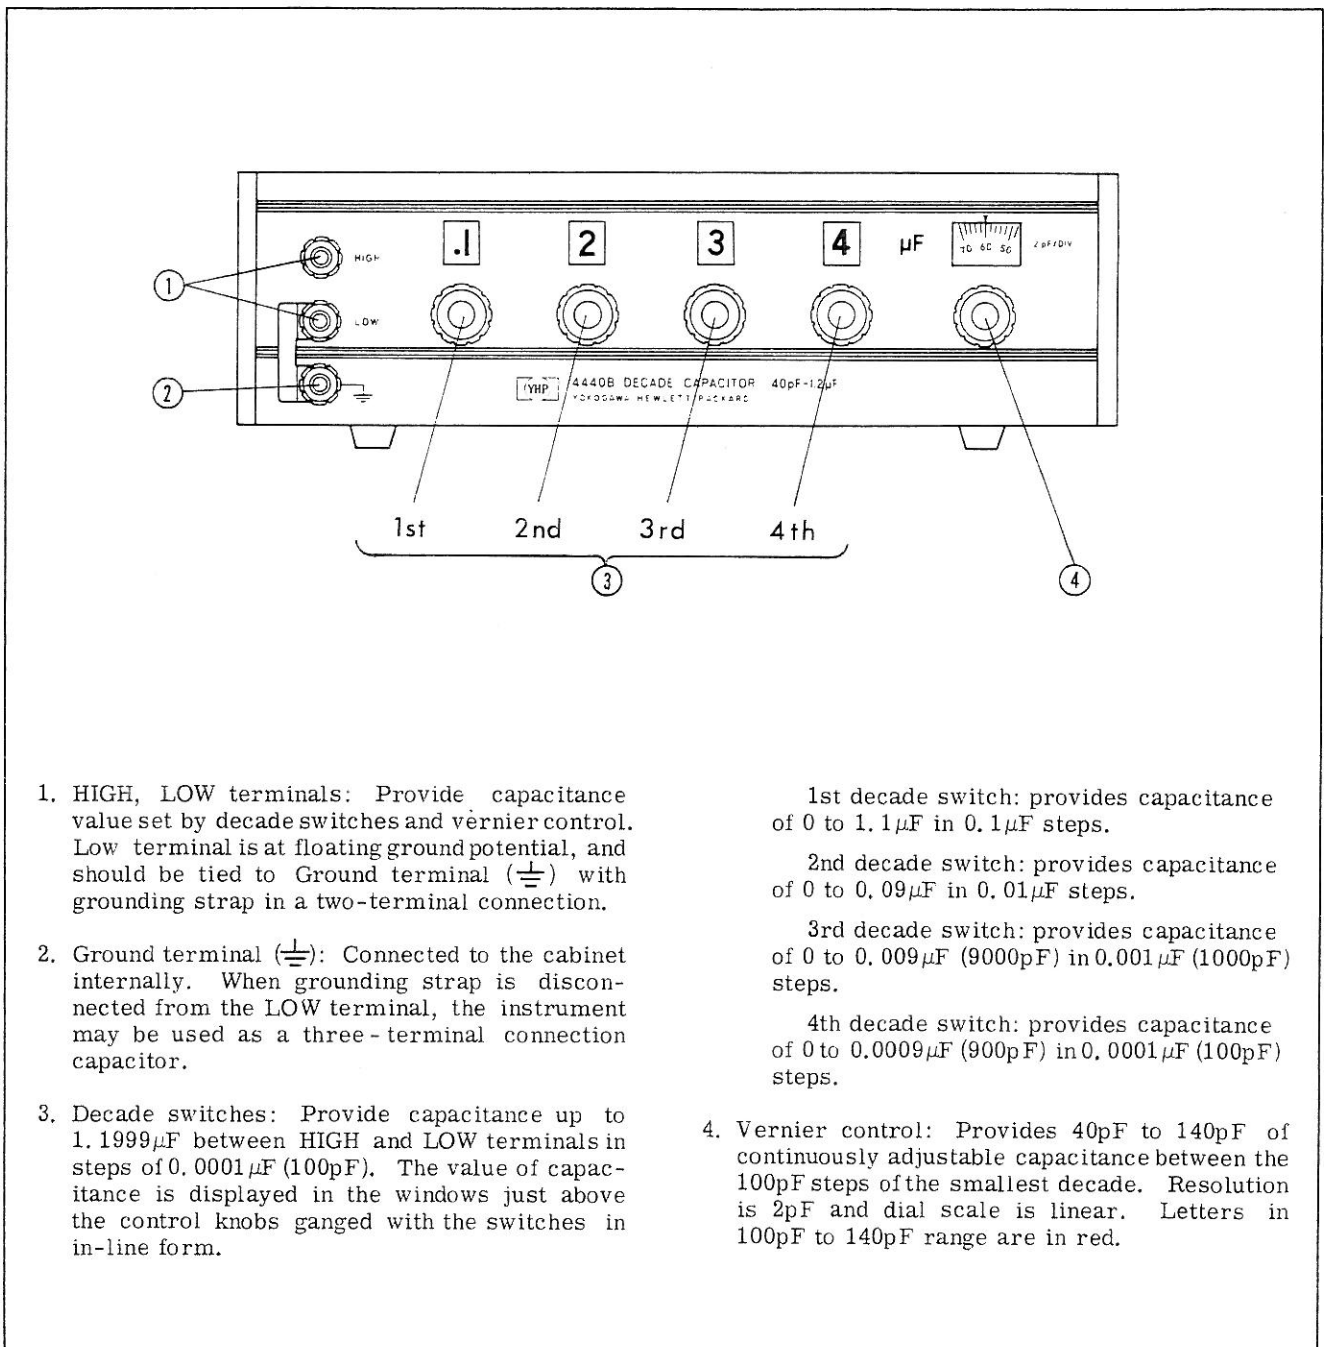 .1 2 3 4 µF
70 60 50
2 pF/DIV
HIGH
1
LOW
2
YHP 4440B DECADE CAPACITOR 40pF-1.2µF
YOKOGAWA HEWLETT PACKARD
1st 2nd 3rd 4th
3
4
1. HIGH, LOW terminals: Provide capacitance
value set by decade switches and vernier control.
Low terminal is at floating ground potential, and
should be tied to Ground terminal (⏚) with
grounding strap in a two-terminal connection.
2. Ground terminal (⏚): Connected to the cabinet
internally. When grounding strap is discon-
nected from the LOW terminal, the instrument
may be used as a three-terminal connection
capacitor.
3. Decade switches: Provide capacitance up to
1.1999µF between HIGH and LOW terminals in
steps of 0.0001µF (100pF). The value of capac-
itance is displayed in the windows just above
the control knobs ganged with the switches in
in-line form.
1st decade switch: provides capacitance
of 0 to 1.1µF in 0.1µF steps.
2nd decade switch: provides capacitance
of 0 to 0.09µF in 0.01µF steps.
3rd decade switch: provides capacitance
of 0 to 0.009µF (9000pF) in 0.001µF (1000pF)
steps.
4th decade switch: provides capacitance
of 0 to 0.0009µF (900pF) in 0.0001µF (100pF)
steps.
4. Vernier control: Provides 40pF to 140pF of
continuously adjustable capacitance between the
100pF steps of the smallest decade. Resolution
is 2pF and dial scale is linear. Letters in
100pF to 140pF range are in red.